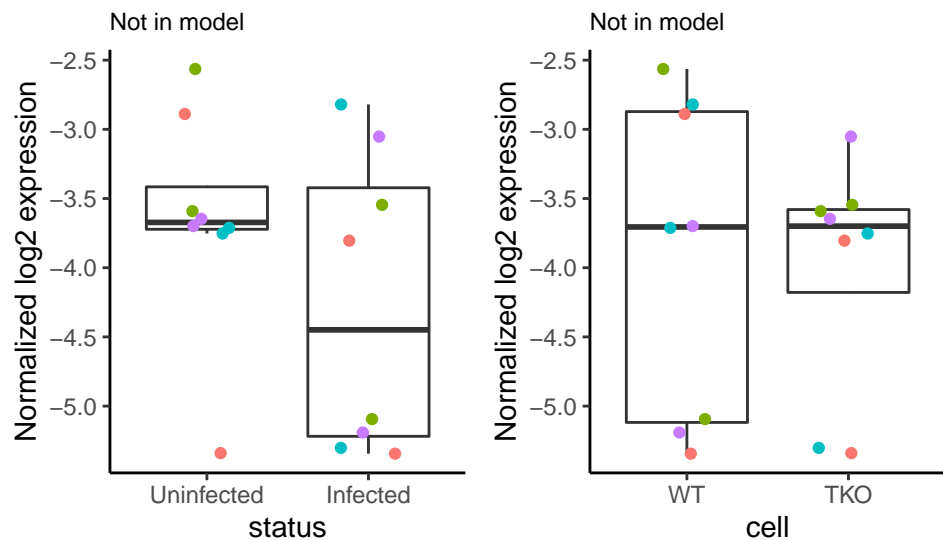 Not in model
Normalized log2 expression
−2.5
−3.0
−3.5
−4.0
−4.5
−5.0
Uninfected Infected
status
Not in model
Normalized log2 expression
−2.5
−3.0
−3.5
−4.0
−4.5
−5.0
WT TKO
cell